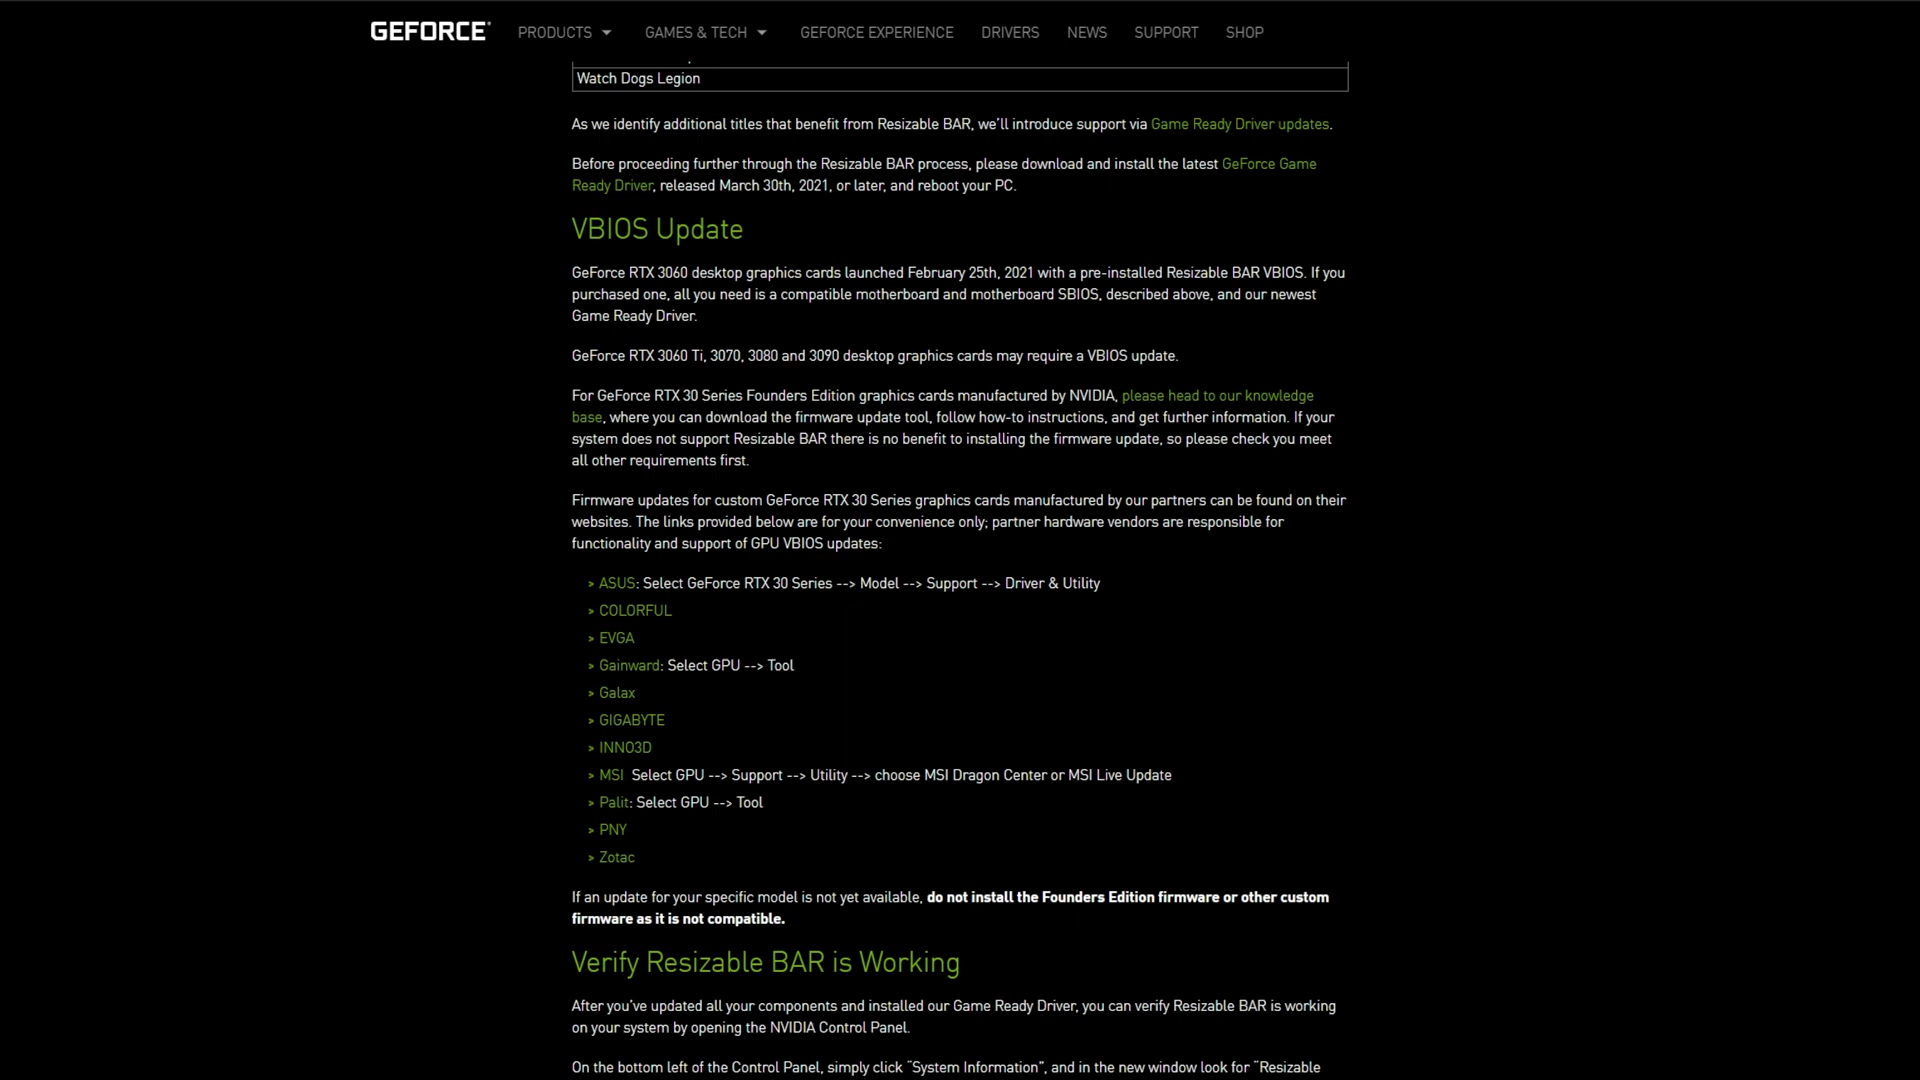 GEFORCE
PRODUCTS GAMES & TECH GEFORCE EXPERIENCE DRIVERS NEWS SUPPORT SHOP
Watch Dogs Legion
As we identify additional titles that benefit from Resizable BAR, we'll introduce support via Game Ready Driver updates.
Before proceeding further through the Resizable BAR process, please download and install the latest GeForce Game
Ready Driver, released March 30th, 2021, or later, and reboot your PC.
VBIOS Update
GeForce RTX 3060 desktop graphics cards launched February 25th, 2021 with a pre-installed Resizable BAR VBIOS. If you
purchased one, all you need is a compatible motherboard and motherboard SBIOS, described above, and our newest
Game Ready Driver.
GeForce RTX 3060 Ti, 3070, 3080 and 3090 desktop graphics cards may require a VBIOS update.
For GeForce RTX 30 Series Founders Edition graphics cards manufactured by NVIDIA, please head to our knowledge
base, where you can download the firmware update tool, follow how-to instructions, and get further information. If your
system does not support Resizable BAR there is no benefit to installing the firmware update, so please check you meet
all other requirements first.
Firmware updates for custom GeForce RTX 30 Series graphics cards manufactured by our partners can be found on their
websites. The links provided below are for your convenience only; partner hardware vendors are responsible for
functionality and support of GPU VBIOS updates:
> ASUS: Select GeForce RTX 30 Series --> Model --> Support --> Driver & Utility
> COLORFUL
> EVGA
> Gainward: Select GPU --> Tool
> Galax
> GIGABYTE
> INNO3D
> MSI Select GPU --> Support --> Utility --> choose MSI Dragon Center or MSI Live Update
> Palit: Select GPU --> Tool
> PNY
> Zotac
If an update for your specific model is not yet available, do not install the Founders Edition firmware or other custom
firmware as it is not compatible.
Verify Resizable BAR is Working
After you've updated all your components and installed our Game Ready Driver, you can verify Resizable BAR is working
on your system by opening the NVIDIA Control Panel.
On the bottom left of the Control Panel, simply click "System Information", and in the new window look for "Resizable